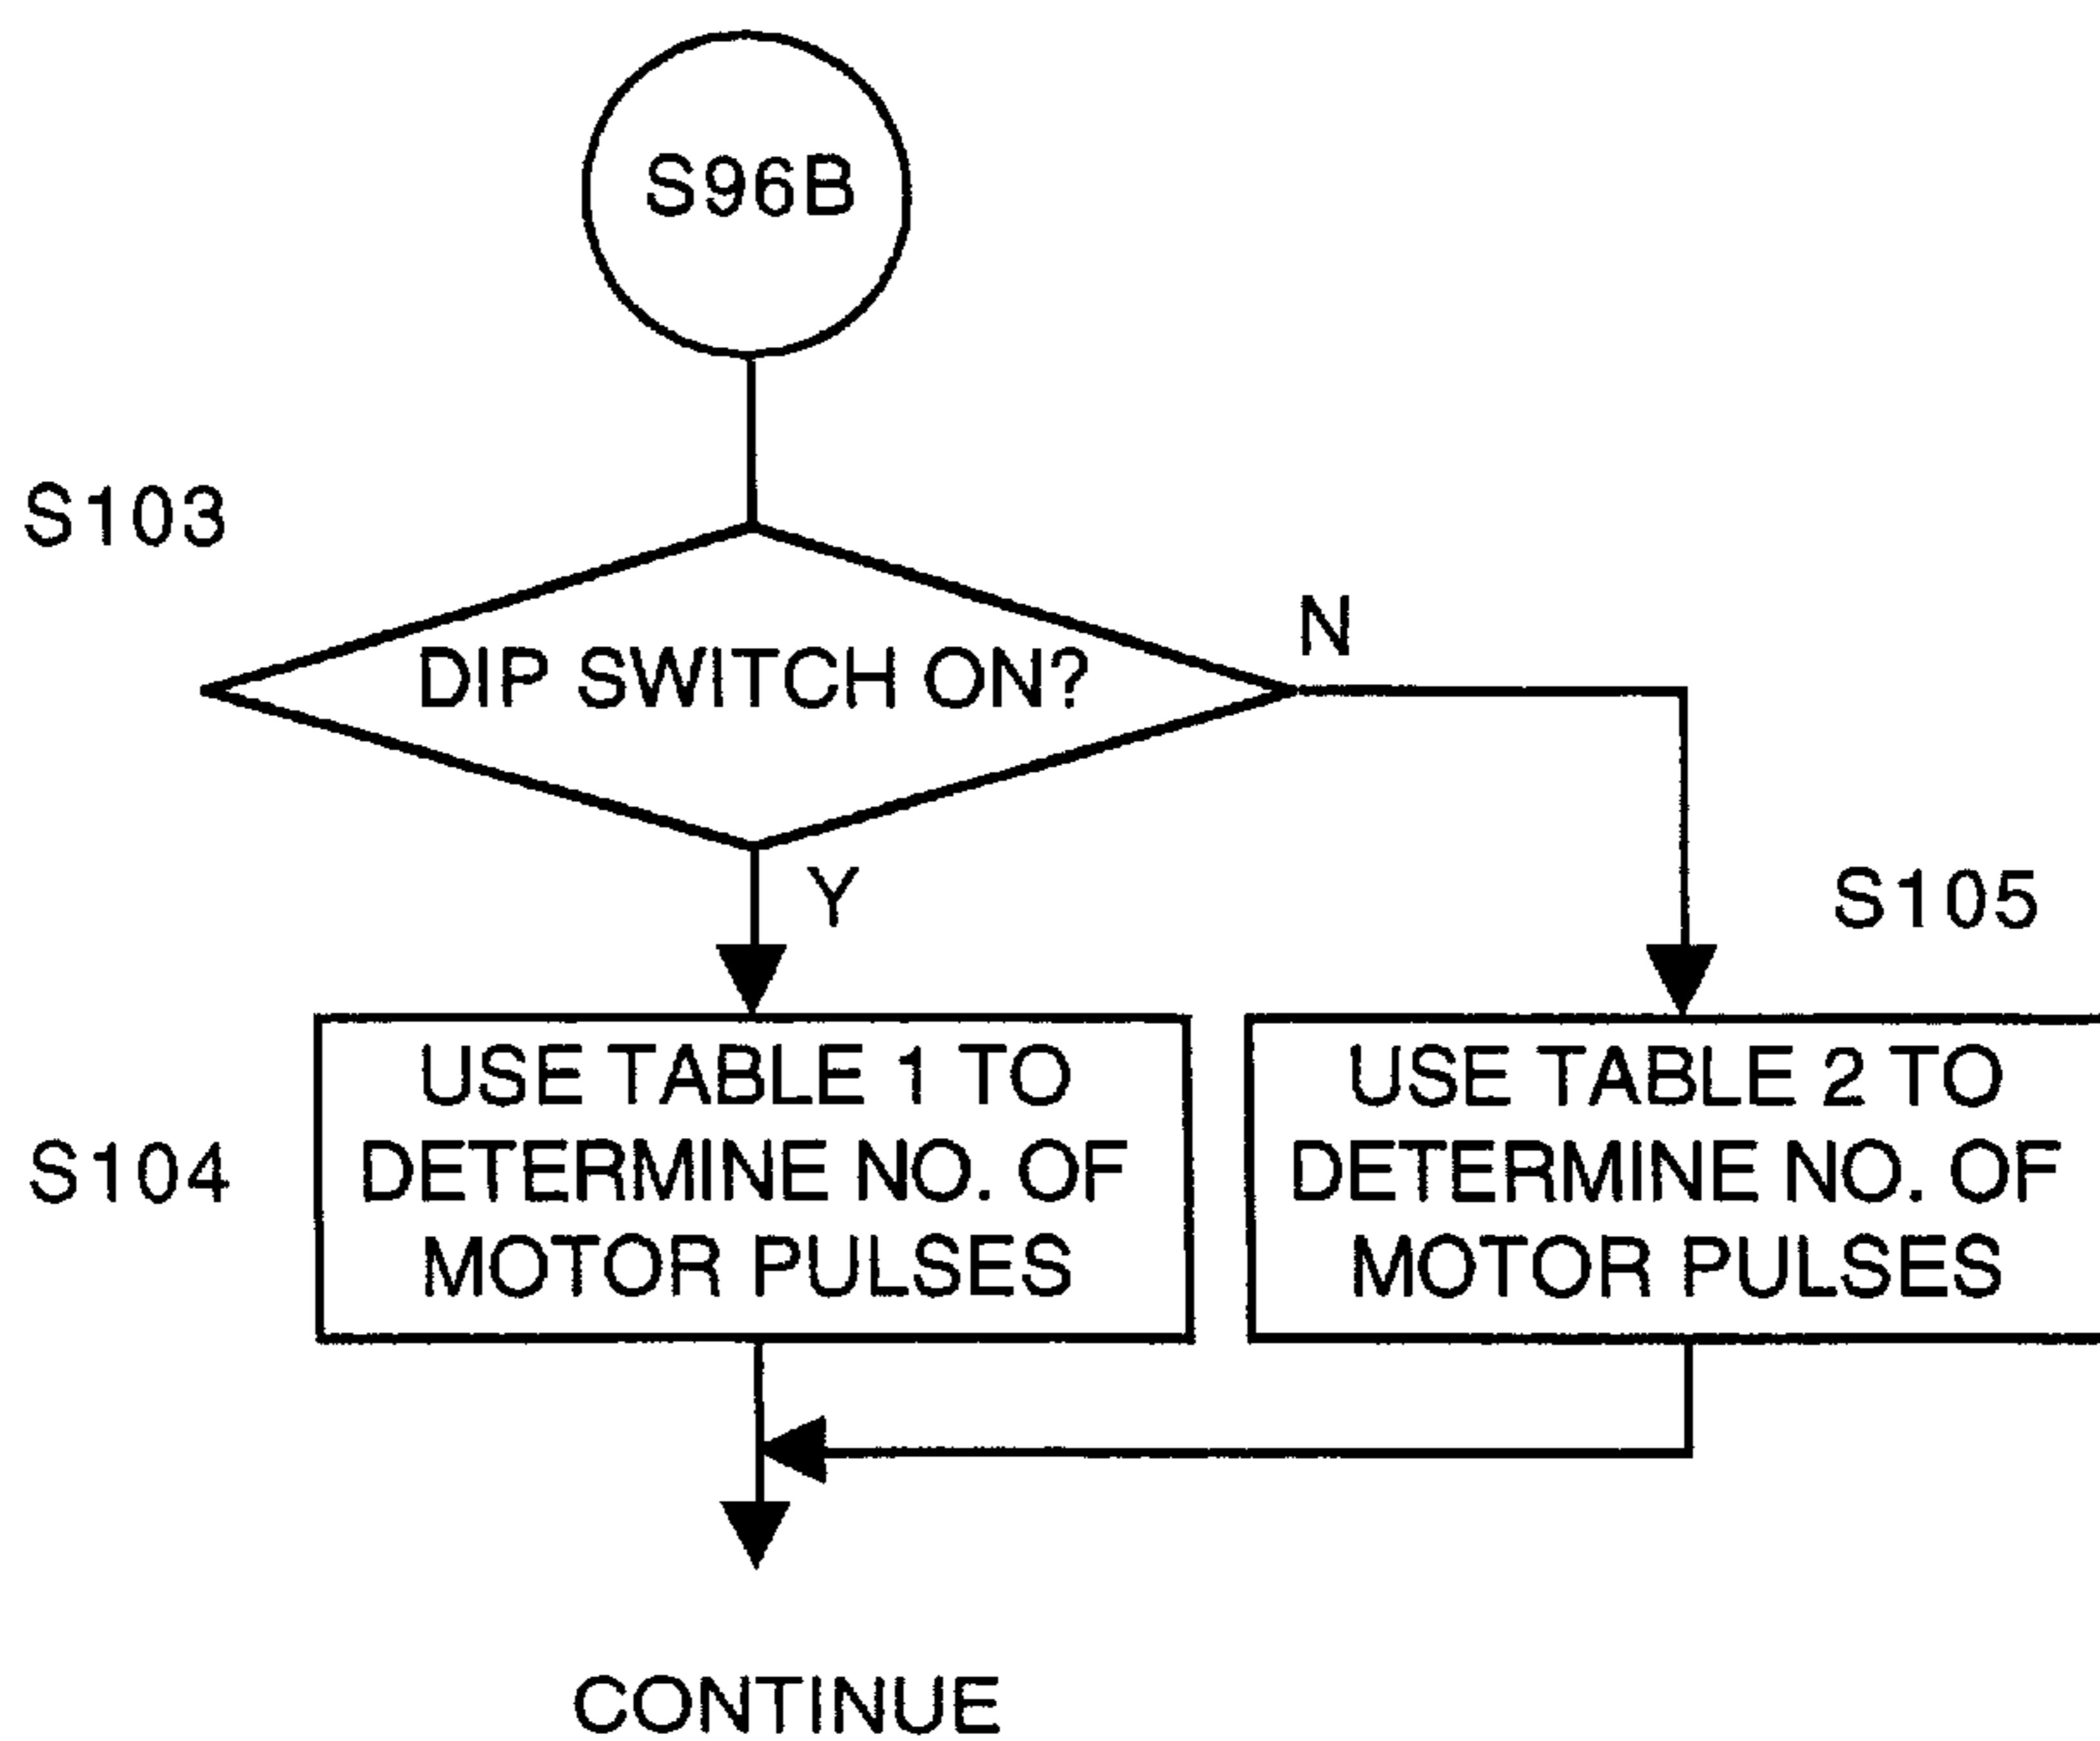 S96B
S103
DIP SWITCH ON?
N
Y
S105
USE TABLE 1 TO
DETERMINE NO. OF
MOTOR PULSES
S104
USE TABLE 2 TO
DETERMINE NO. OF
MOTOR PULSES
CONTINUE